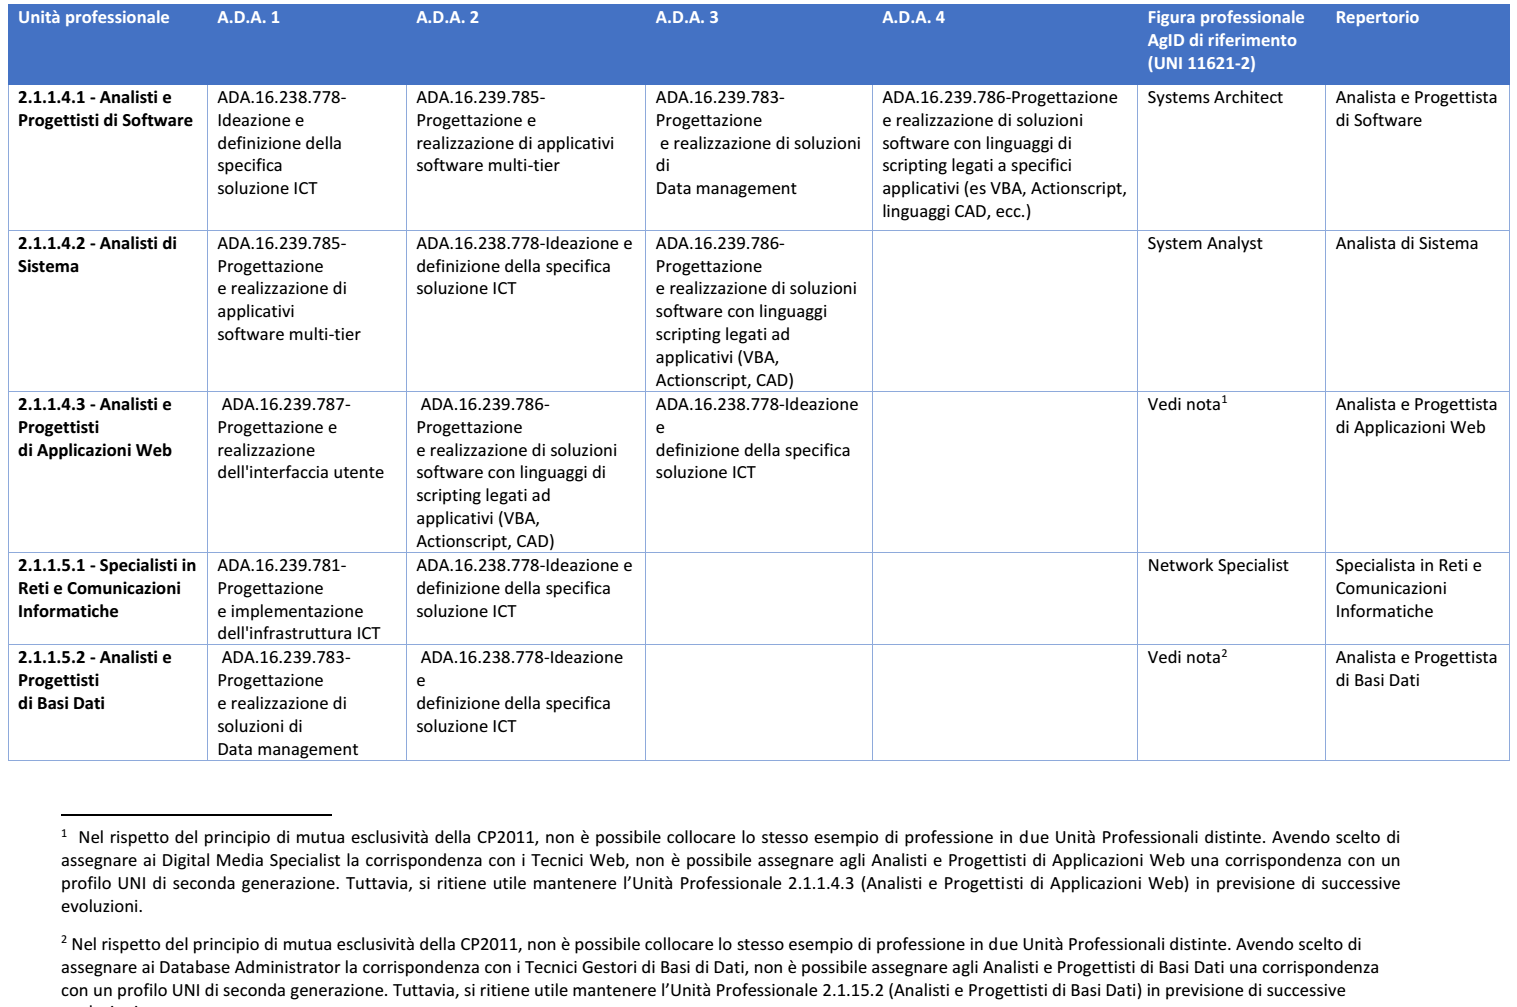 Unità professionale
A.D.A. 1
A.D.A. 2
A.D.A. 3
A.D.A. 4
Figura professionale
AgID di riferimento
(UNI 11621-2)
Repertorio
2.1.1.4.1 - Analisti e
Progettisti di Software
ADA.16.238.778-
Ideazione e
definizione della
specifica
soluzione ICT
ADA.16.239.785-
Progettazione e
realizzazione di applicativi
software multi-tier
ADA.16.239.783-
Progettazione
e realizzazione di soluzioni
di
Data management
ADA.16.239.786-Progettazione
e realizzazione di soluzioni
software con linguaggi di
scripting legati a specifici
applicativi (es VBA, Actionscript,
linguaggi CAD, ecc.)
Systems Architect
Analista e Progettista
di Software
2.1.1.4.2 - Analisti di
Sistema
ADA.16.239.785-
Progettazione
e realizzazione di
applicativi
software multi-tier
ADA.16.238.778-Ideazione e
definizione della specifica
soluzione ICT
ADA.16.239.786-
Progettazione
e realizzazione di soluzioni
software con linguaggi
scripting legati ad
applicativi (VBA,
Actionscript, CAD)
System Analyst
Analista di Sistema
2.1.1.4.3 - Analisti e
Progettisti
di Applicazioni Web
ADA.16.239.787-
Progettazione e
realizzazione
dell'interfaccia utente
ADA.16.239.786-
Progettazione
e realizzazione di soluzioni
software con linguaggi di
scripting legati ad
applicativi (VBA,
Actionscript, CAD)
ADA.16.238.778-Ideazione
e
definizione della specifica
soluzione ICT
Vedi nota1
Analista e Progettista
di Applicazioni Web
2.1.1.5.1 - Specialisti in
Reti e Comunicazioni
Informatiche
ADA.16.239.781-
Progettazione
e implementazione
dell'infrastruttura ICT
ADA.16.238.778-Ideazione e
definizione della specifica
soluzione ICT
Network Specialist
Specialista in Reti e
Comunicazioni
Informatiche
2.1.1.5.2 - Analisti e
Progettisti
di Basi Dati
ADA.16.239.783-
Progettazione
e realizzazione di
soluzioni di
Data management
ADA.16.238.778-Ideazione
e
definizione della specifica
soluzione ICT
Vedi nota2
Analista e Progettista
di Basi Dati
1 Nel rispetto del principio di mutua esclusività della CP2011, non è possibile collocare lo stesso esempio di professione in due Unità Professionali distinte. Avendo scelto di
assegnare ai Digital Media Specialist la corrispondenza con i Tecnici Web, non è possibile assegnare agli Analisti e Progettisti di Applicazioni Web una corrispondenza con un
profilo UNI di seconda generazione. Tuttavia, si ritiene utile mantenere l’Unità Professionale 2.1.1.4.3 (Analisti e Progettisti di Applicazioni Web) in previsione di successive
evoluzioni.
2 Nel rispetto del principio di mutua esclusività della CP2011, non è possibile collocare lo stesso esempio di professione in due Unità Professionali distinte. Avendo scelto di
assegnare ai Database Administrator la corrispondenza con i Tecnici Gestori di Basi di Dati, non è possibile assegnare agli Analisti e Progettisti di Basi Dati una corrispondenza
con un profilo UNI di seconda generazione. Tuttavia, si ritiene utile mantenere l’Unità Professionale 2.1.15.2 (Analisti e Progettisti di Basi Dati) in previsione di successive